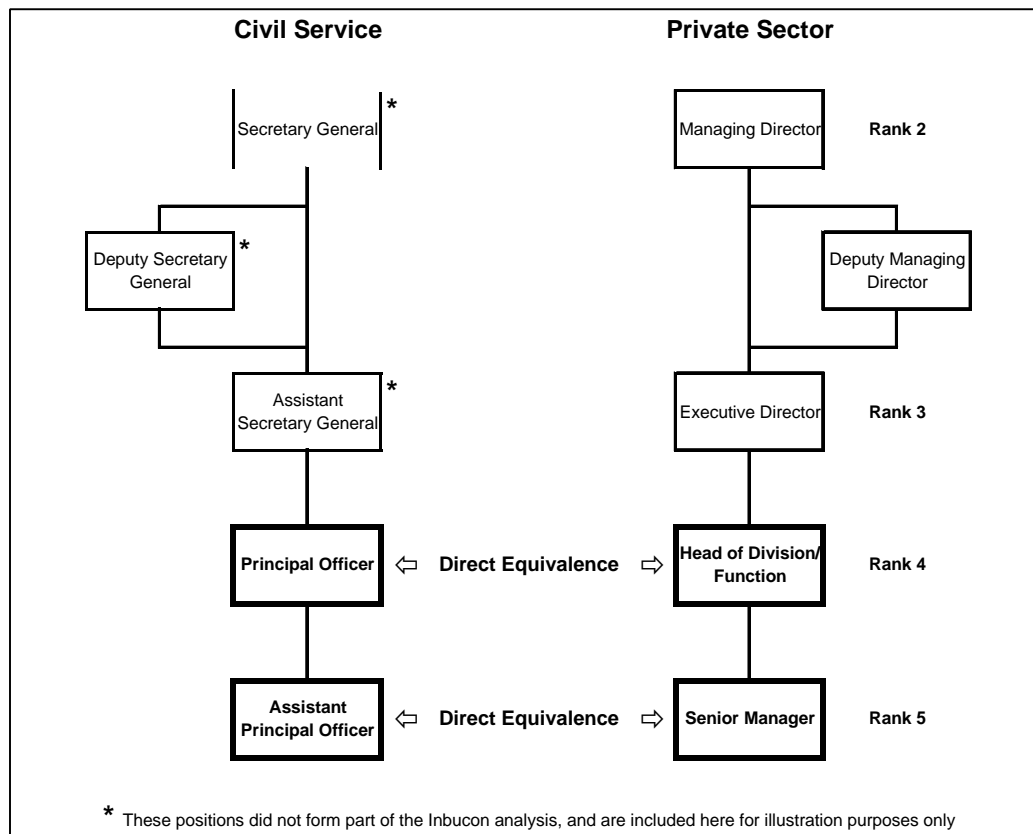 Civil Service
Private Sector
Secretary General
*
Managing Director
Rank 2
Deputy Secretary
General
*
Deputy Managing
Director
Assistant
Secretary General
*
Executive Director
Rank 3
Principal Officer
⇦ Direct Equivalence ⇨
Head of Division/
Function
Rank 4
Assistant
Principal Officer
⇦ Direct Equivalence ⇨
Senior Manager
Rank 5
* These positions did not form part of the Inbucon analysis, and are included here for illustration purposes only